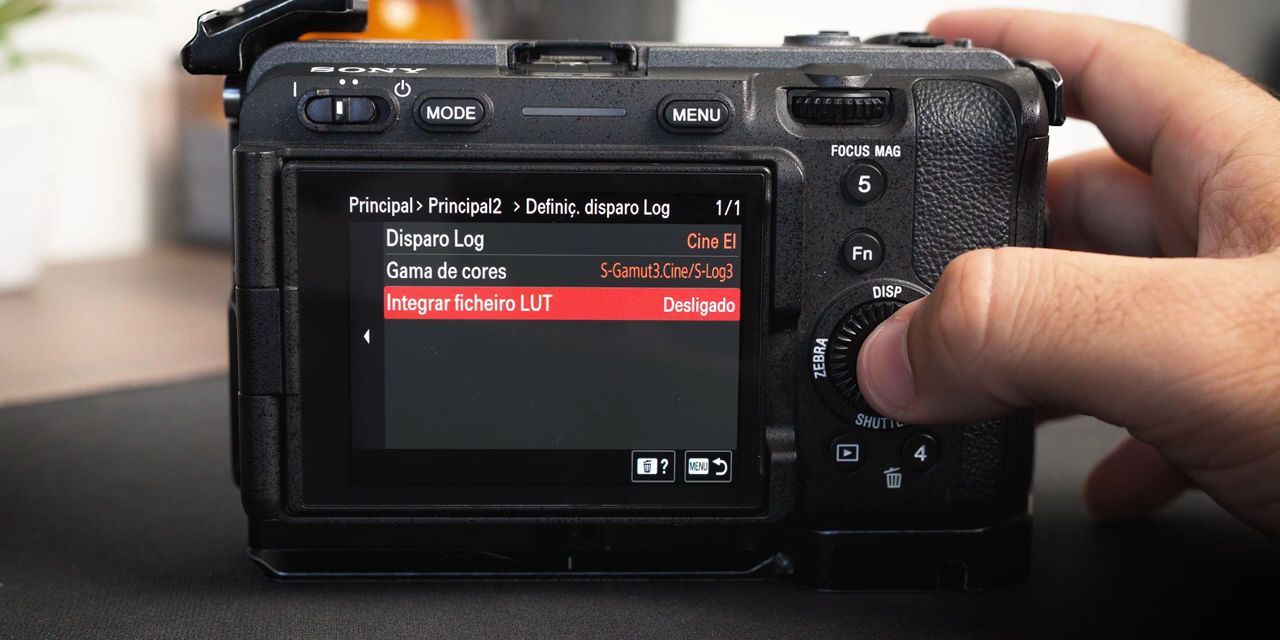 SONY
MODE
MENU
FOCUS MAG
5
Fn
DISP
ZEBRA
4
Principal> Principal2 > Definiç. disparo Log 1/1
Disparo Log Cine EI
Gama de cores S-Gamut3.Cine/S-Log3
Integrar ficheiro LUT Desligado
?
MENU